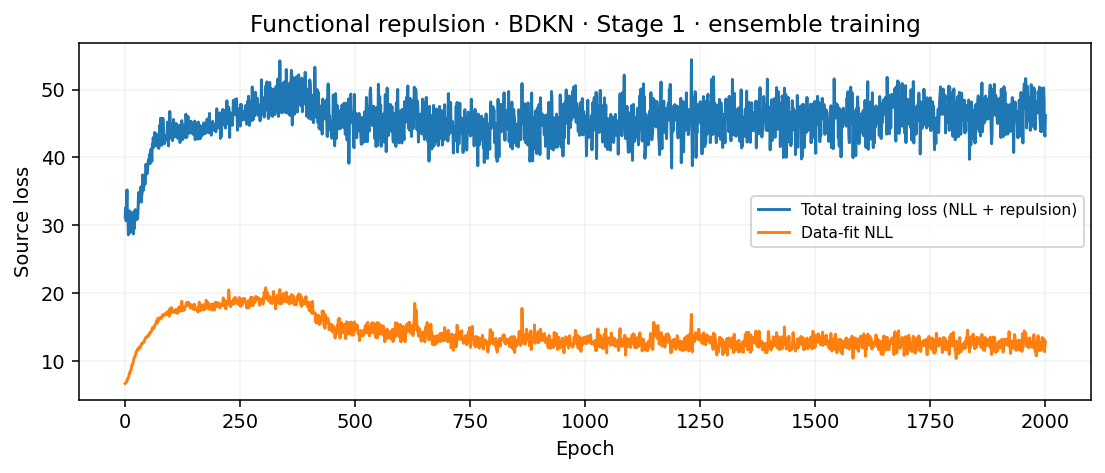 Functional repulsion · BDKN · Stage 1 · ensemble training
Source loss
50
40
30
20
10
Total training loss (NLL + repulsion)
Data-fit NLL
0 250 500 750 1000 1250 1500 1750 2000
Epoch